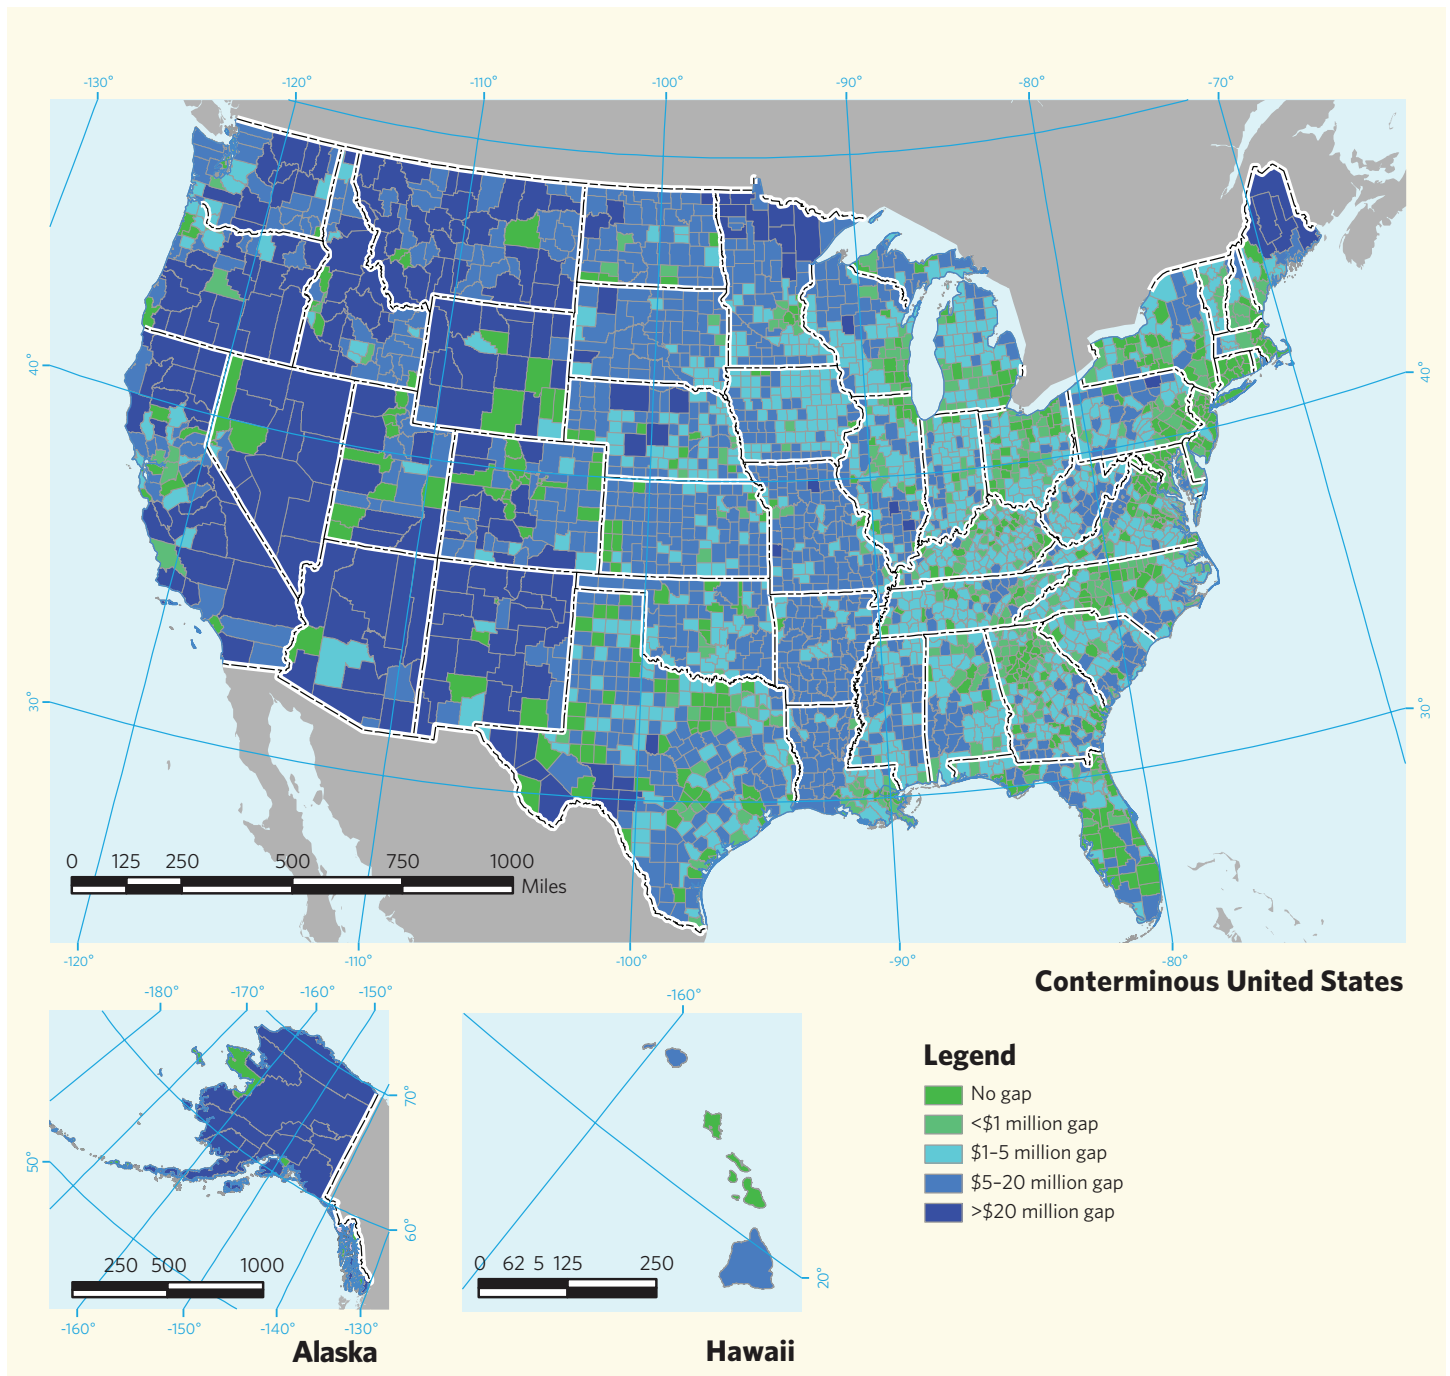 -130°
-120°
-110°
-100°
-90°
-80°
-70°
40°
40°
30°
30°
0 125 250 500 750 1000
Miles
-120°
-110°
-100°
-90°
-80°
Conterminous United States
-180°
-170°
-160°
-150°
-160°
Legend
No gap
<$1 million gap
$1–5 million gap
$5–20 million gap
>$20 million gap
70°
50°
60°
250 500 1000
0 62 5 125 250
20°
-160°
-150°
-140°
-130°
Alaska
Hawaii